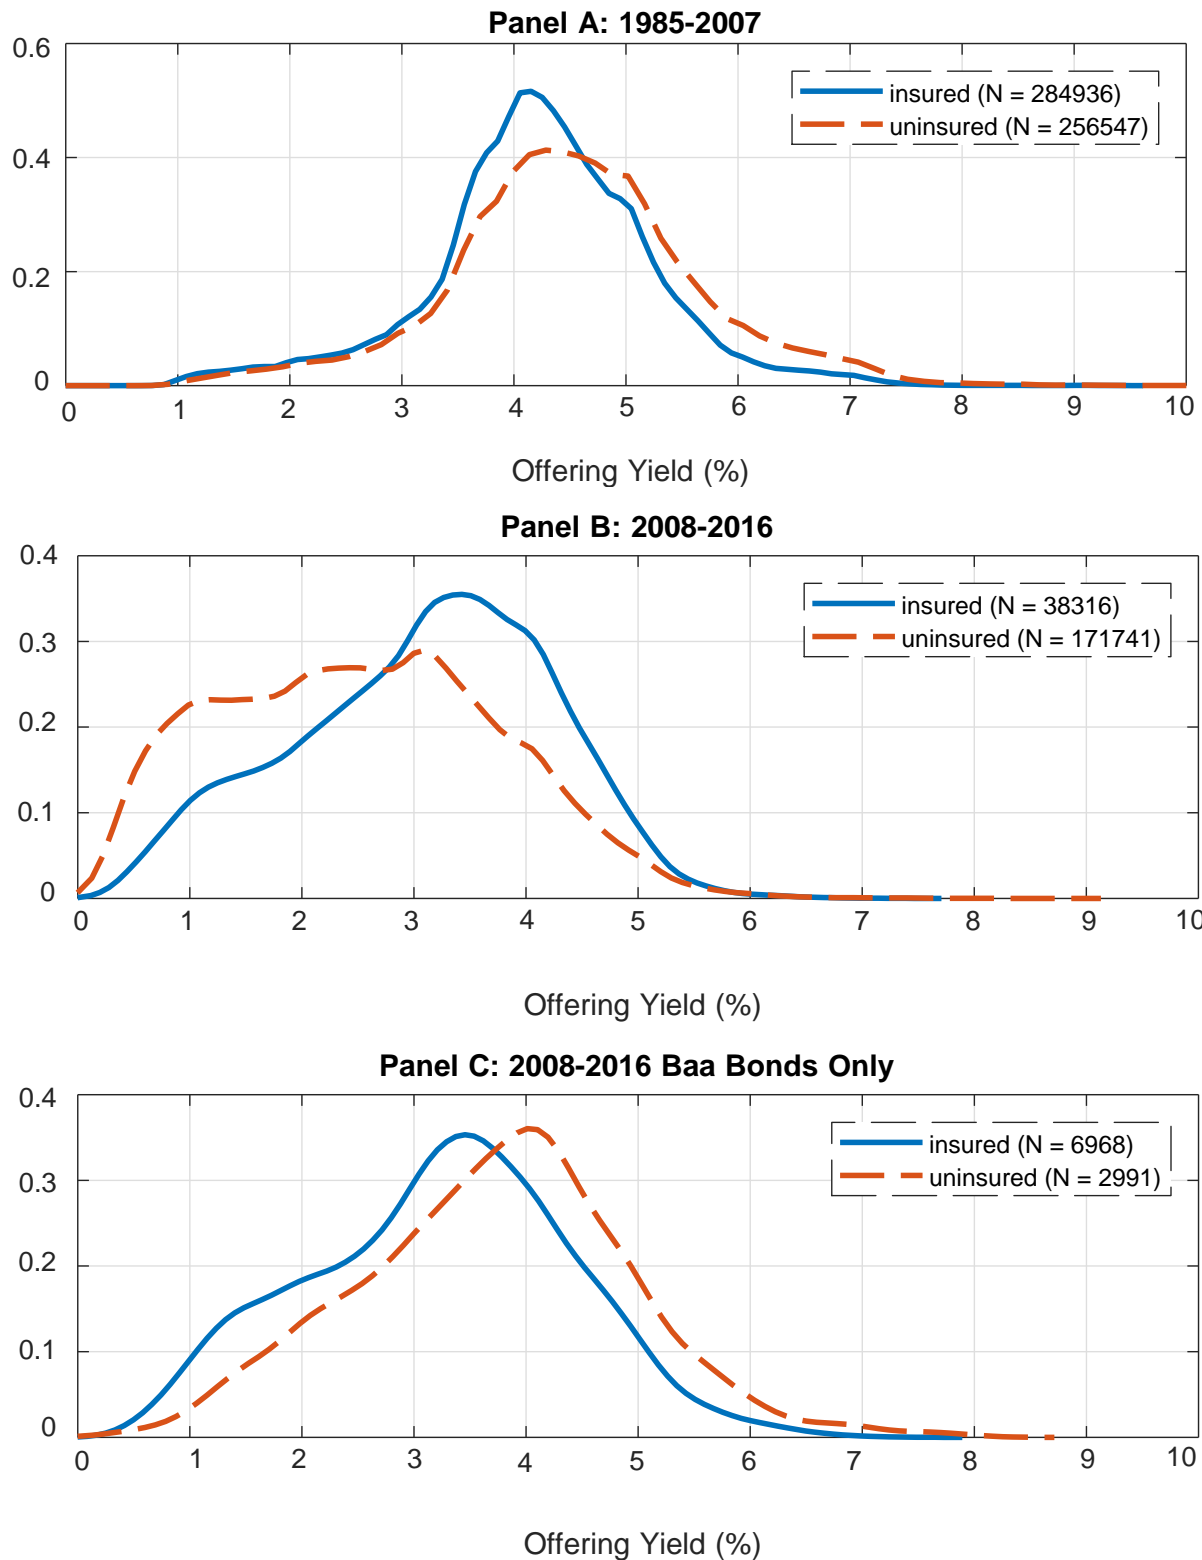 Panel A: 1985-2007
0.6
0.4
0.2
0
insured (N = 284936)
uninsured (N = 256547)
0 1 2 3 4 5 6 7 8 9 10
Offering Yield (%)
Panel B: 2008-2016
0.4
0.3
0.2
0.1
0
insured (N = 38316)
uninsured (N = 171741)
0 1 2 3 4 5 6 7 8 9 10
Offering Yield (%)
Panel C: 2008-2016 Baa Bonds Only
0.4
0.3
0.2
0.1
0
insured (N = 6968)
uninsured (N = 2991)
0 1 2 3 4 5 6 7 8 9 10
Offering Yield (%)